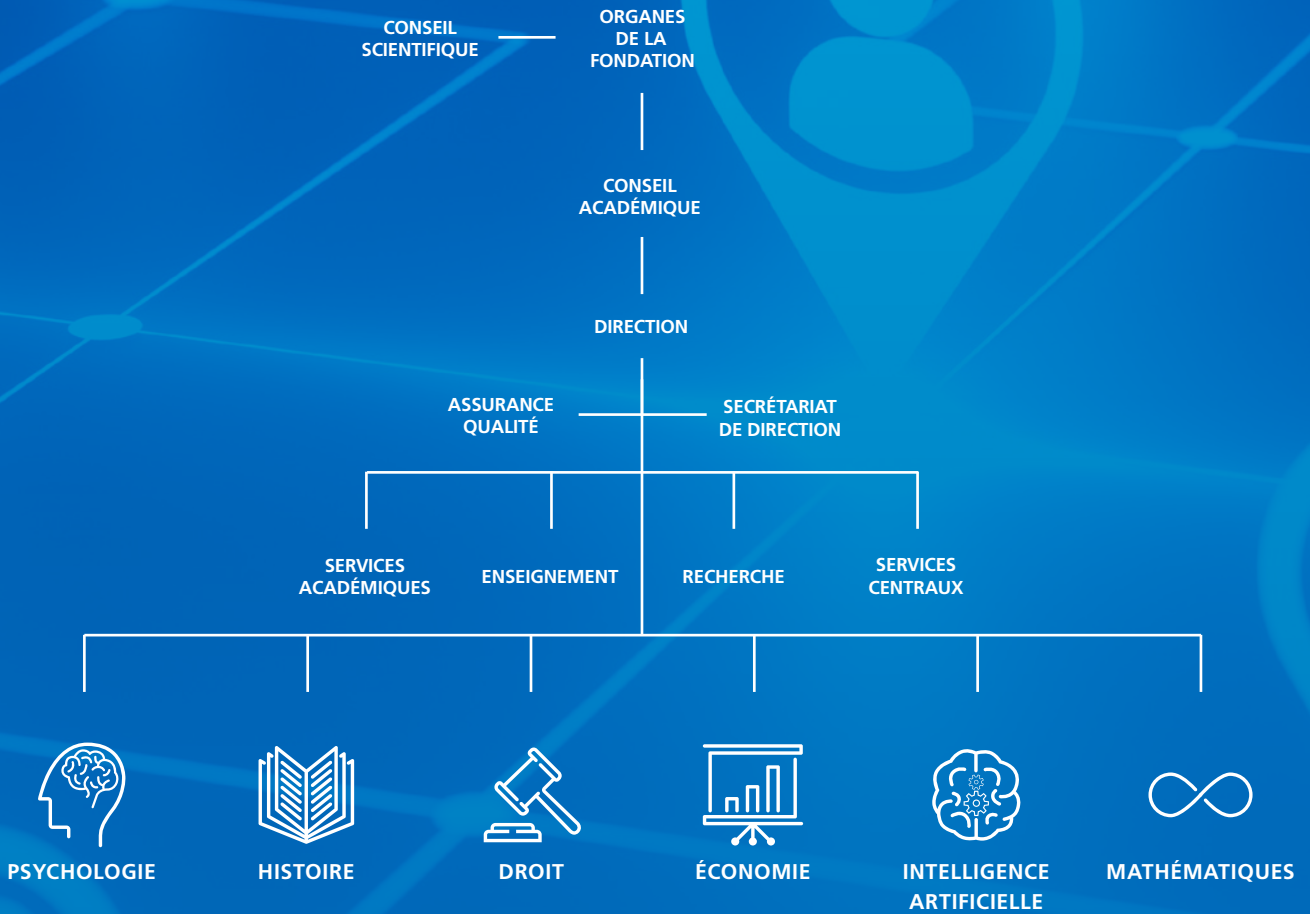 CONSEIL
SCIENTIFIQUE
ORGANES
DE LA
FONDATION
CONSEIL
ACADÉMIQUE
DIRECTION
ASSURANCE
QUALITÉ
SECRÉTARIAT
DE DIRECTION
SERVICES
ACADÉMIQUES
ENSEIGNEMENT
RECHERCHE
SERVICES
CENTRAUX
PSYCHOLOGIE
HISTOIRE
DROIT
ÉCONOMIE
INTELLIGENCE
ARTIFICIELLE
MATHÉMATIQUES